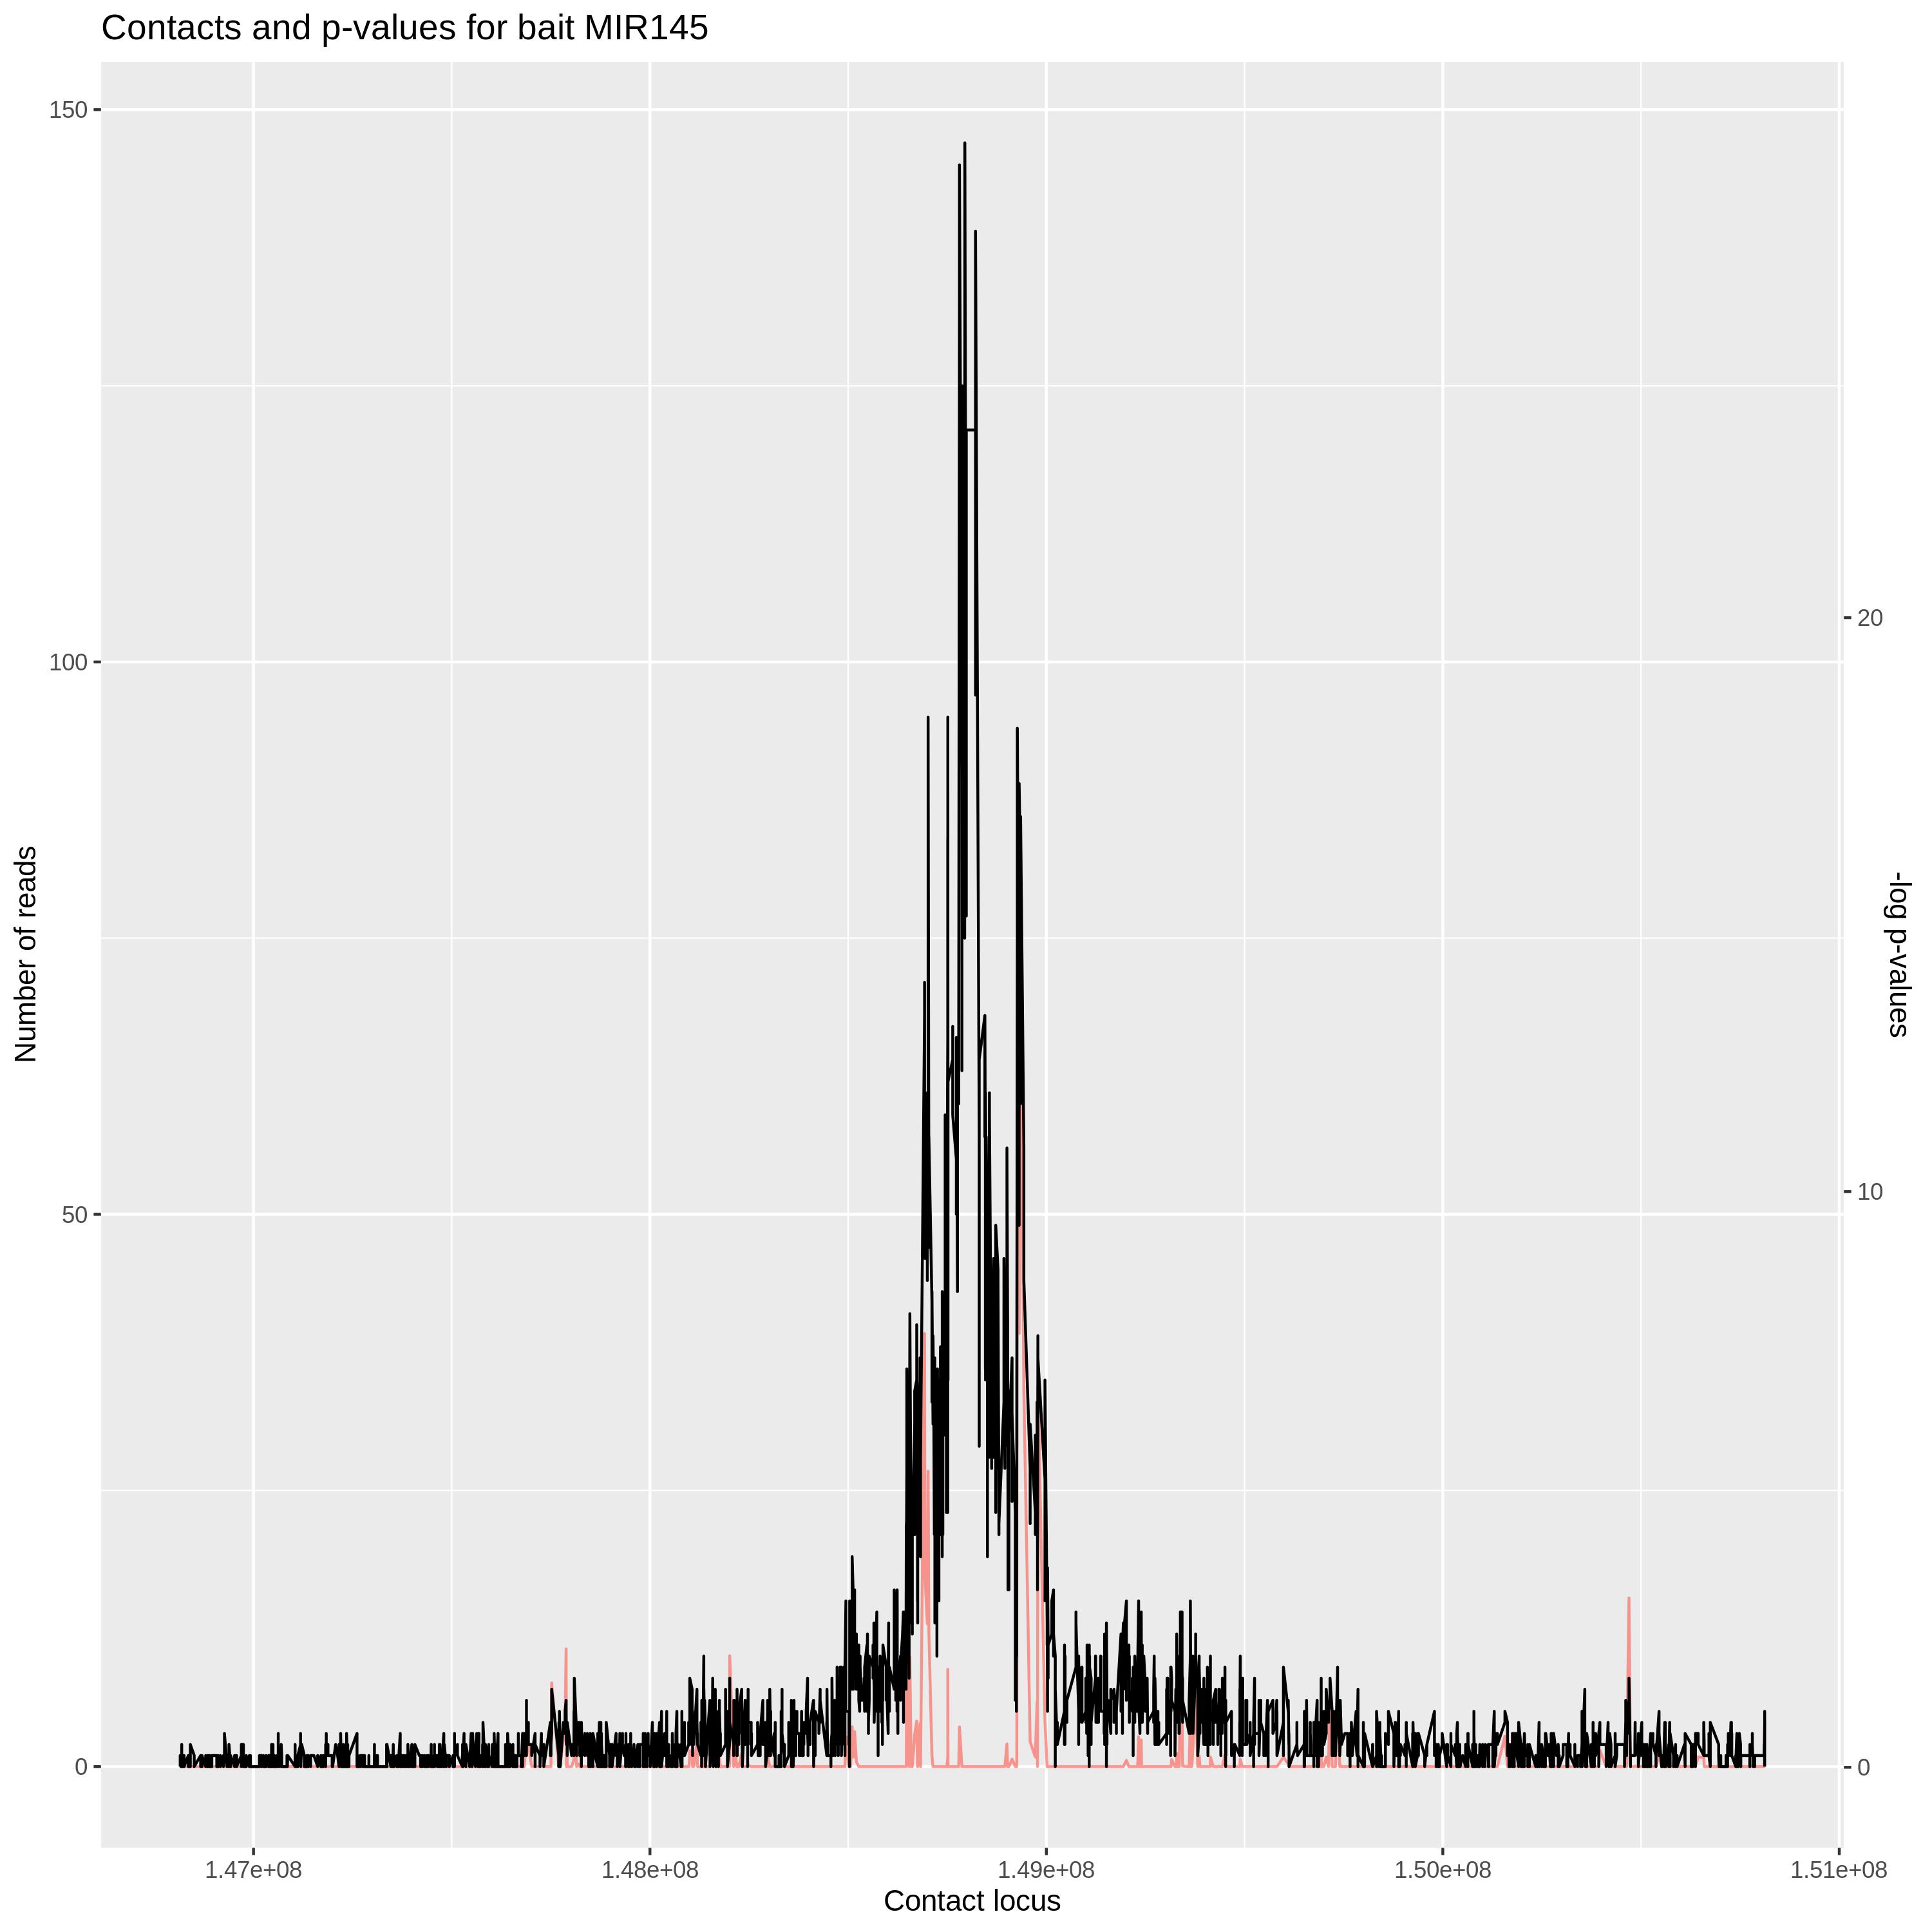 Contacts and p-values for bait MIR145
150
100
50
0
Number of reads
20
10
0
-log p-values
1.47e+08
1.48e+08
1.49e+08
1.50e+08
1.51e+08
Contact locus